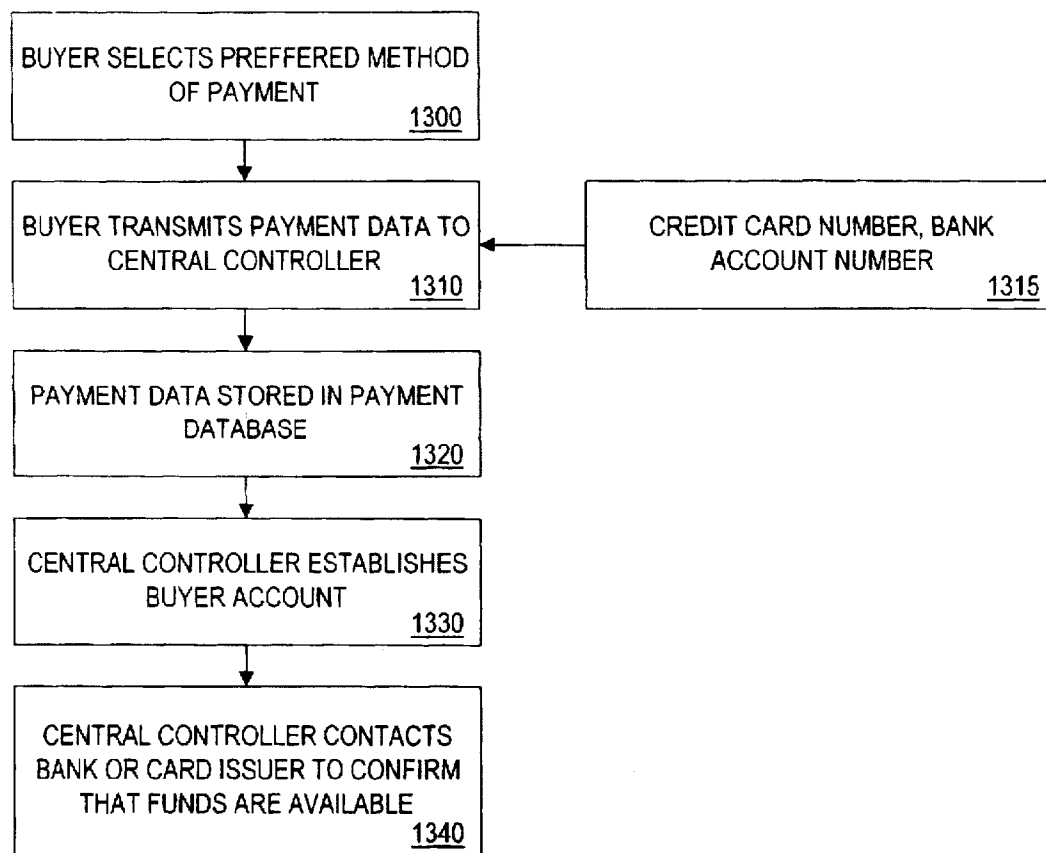 BUYER SELECTS PREFFERED METHOD
OF PAYMENT
1300
BUYER TRANSMITS PAYMENT DATA TO
CENTRAL CONTROLLER
1310
CREDIT CARD NUMBER, BANK
ACCOUNT NUMBER
1315
PAYMENT DATA STORED IN PAYMENT
DATABASE
1320
CENTRAL CONTROLLER ESTABLISHES
BUYER ACCOUNT
1330
CENTRAL CONTROLLER CONTACTS
BANK OR CARD ISSUER TO CONFIRM
THAT FUNDS ARE AVAILABLE
1340